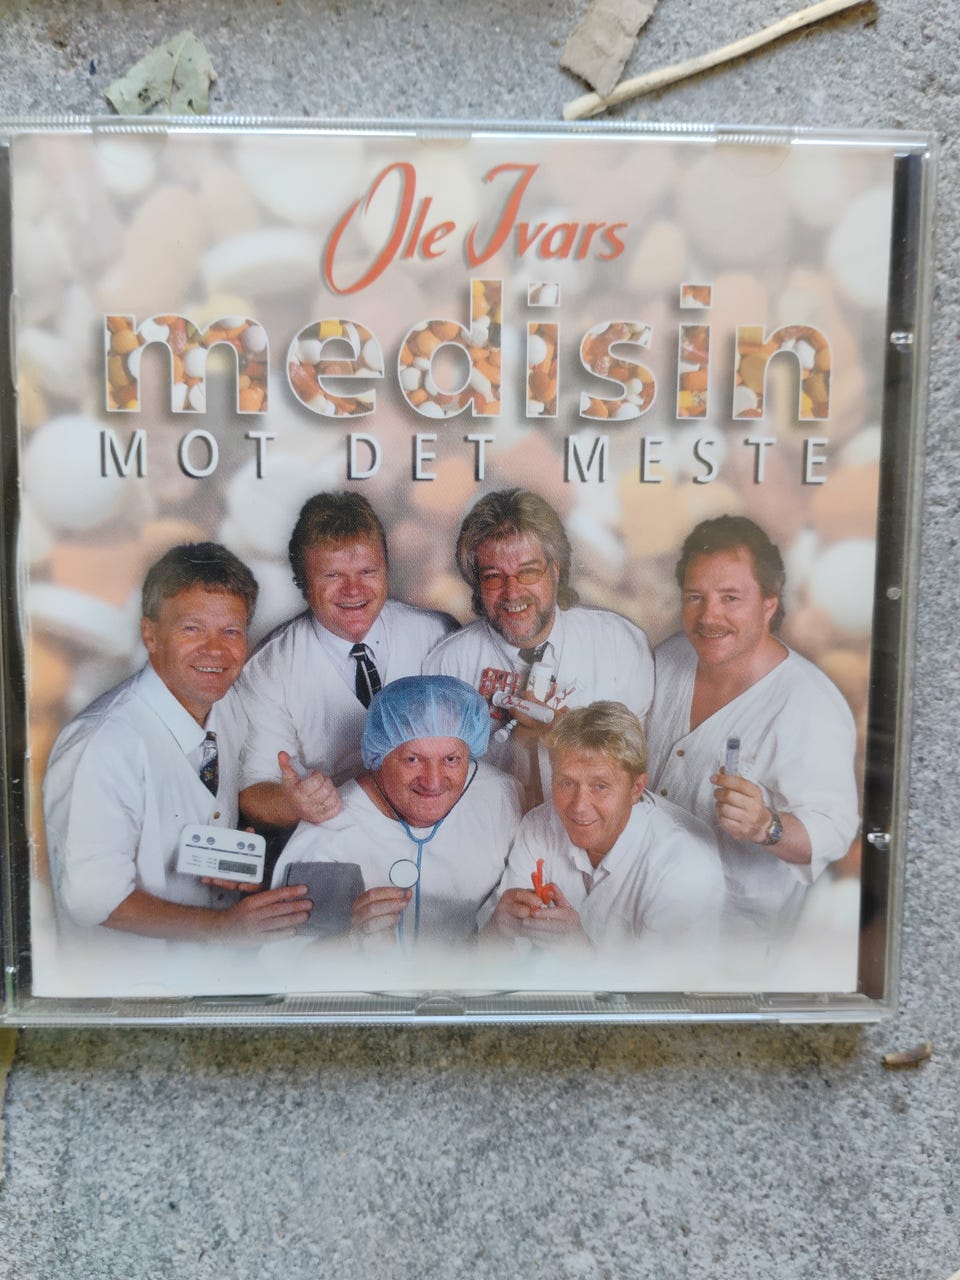 Ole Ivars
medisin
MOT DET MESTE